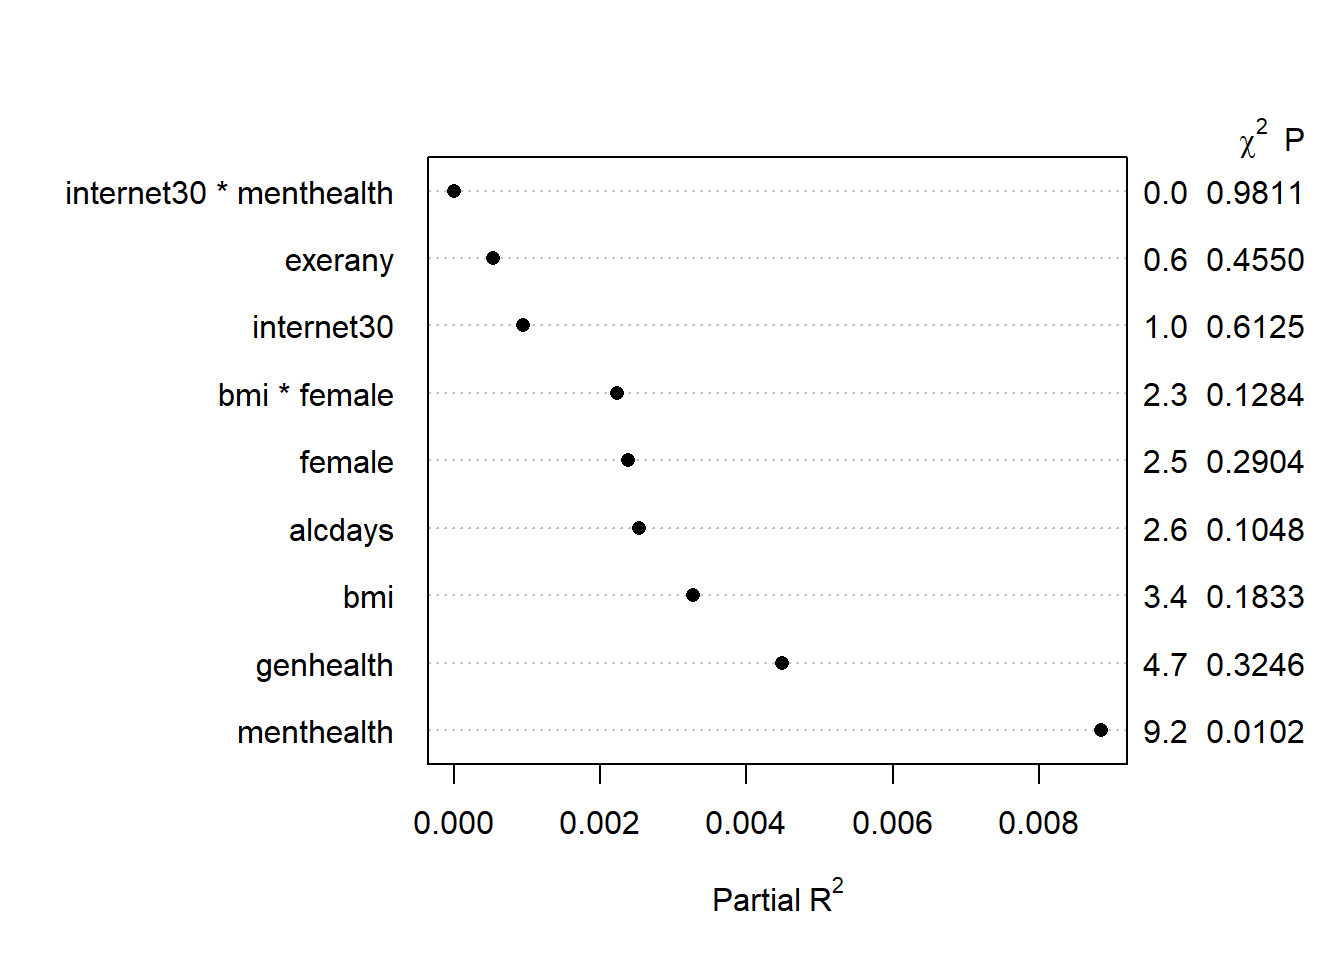 χ² P
internet30 * menthealth 0.0 0.9811
exerany 0.6 0.4550
internet30 1.0 0.6125
bmi * female 2.3 0.1284
female 2.5 0.2904
alcdays 2.6 0.1048
bmi 3.4 0.1833
genhealth 4.7 0.3246
menthealth 9.2 0.0102
0.000 0.002 0.004 0.006 0.008
Partial R²